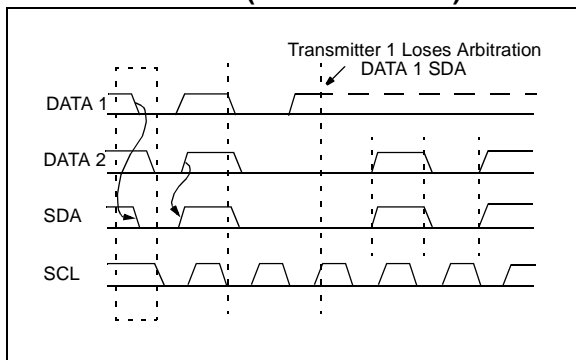 Transmitter 1 Loses Arbitration
DATA 1 SDA
DATA 1
DATA 2
SDA
SCL